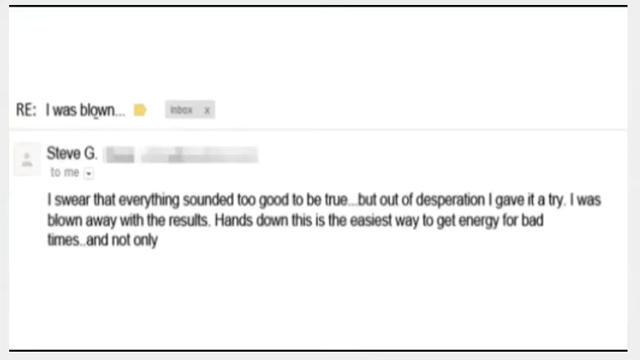 RE: I was blown... Inbox x
Steve G.
to me
I swear that everything sounded too good to be true...but out of desperation I gave it a try. I was
blown away with the results. Hands down this is the easiest way to get energy for bad
times..and not only